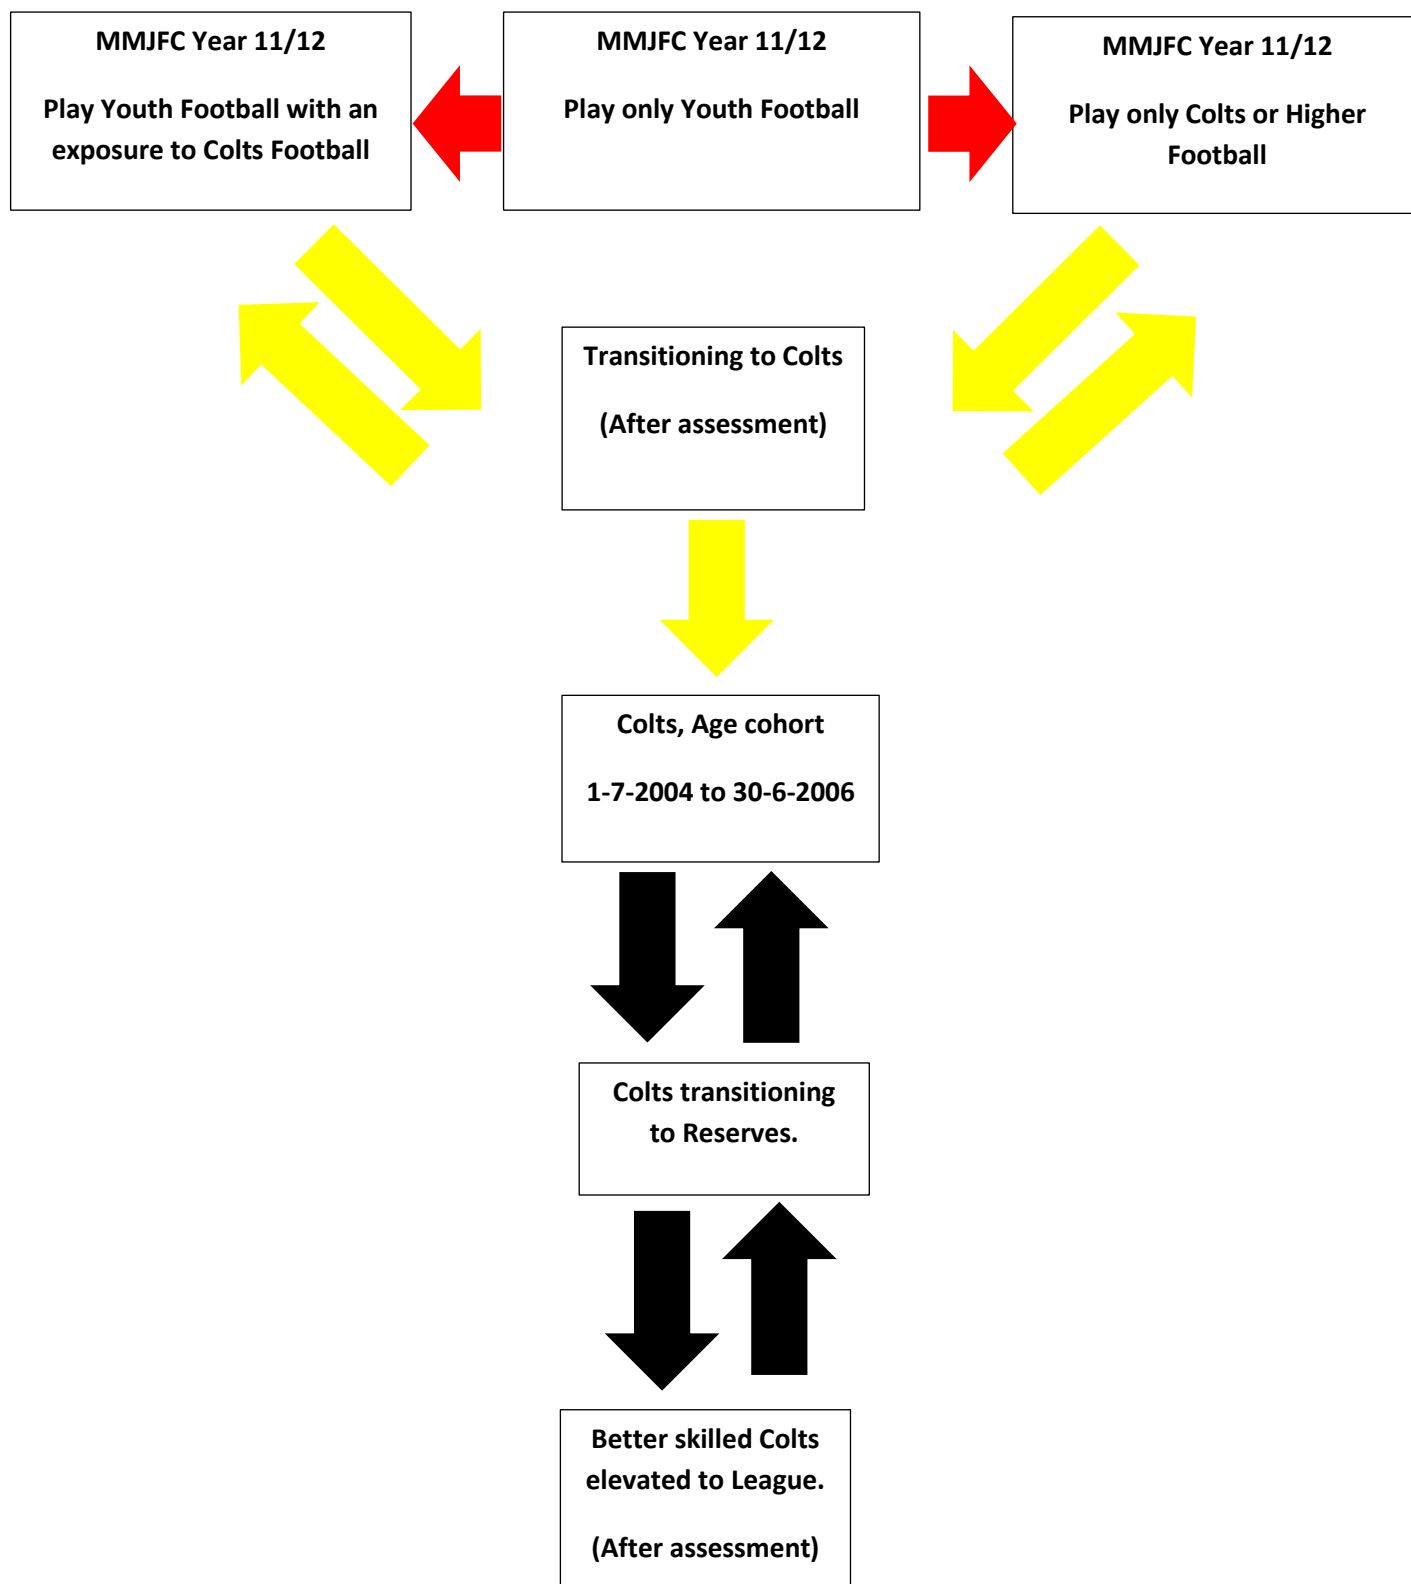 MMJFC Year 11/12
Play Youth Football with an
exposure to Colts Football
MMJFC Year 11/12
Play only Youth Football
MMJFC Year 11/12
Play only Colts or Higher
Football
Transitioning to Colts
(After assessment)
Colts, Age cohort
1-7-2004 to 30-6-2006
Colts transitioning
to Reserves.
Better skilled Colts
elevated to League.
(After assessment)